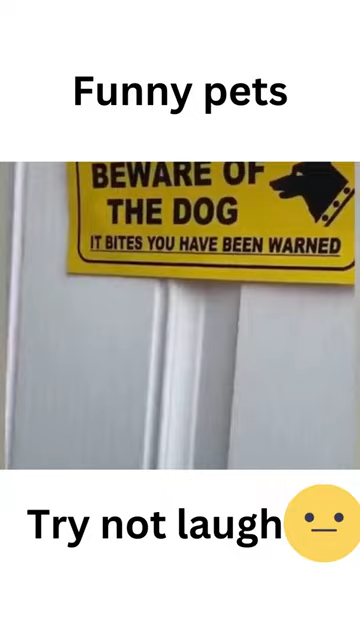 Funny pets
BEWARE OF
THE DOG
IT BITES YOU HAVE BEEN WARNED
Try not laugh